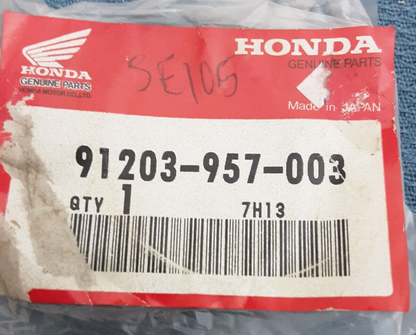 HONDA
GENUINE PARTS
HONDA MOTOR CO., LTD.
SE105
HONDA
GENUINE PARTS
Made in JAPAN
91203-957-003
QTY 1 7H13